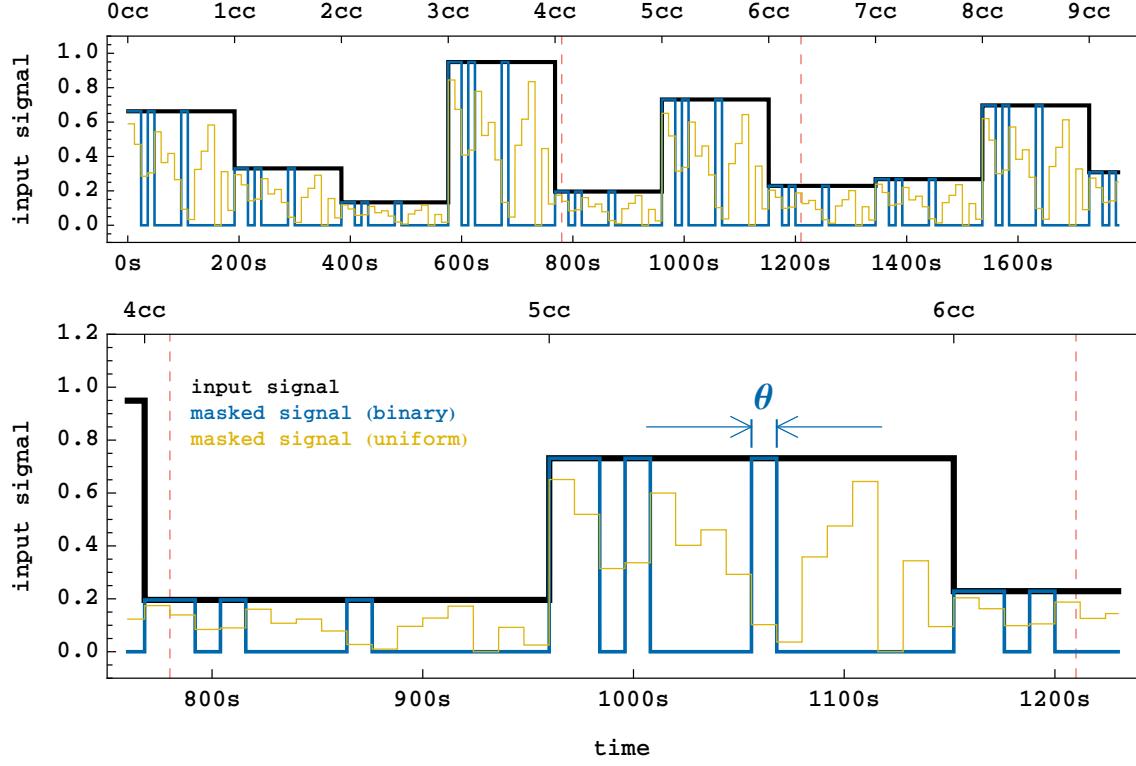 0cc 1cc 2cc 3cc 4cc 5cc 6cc 7cc 8cc 9cc
1.0
0.8
0.6
0.4
0.2
0.0
input signal
0s 200s 400s 600s 800s 1000s 1200s 1400s 1600s
4cc 5cc 6cc
1.2
1.0
0.8
0.6
0.4
0.2
0.0
input signal
input signal
masked signal (binary)
masked signal (uniform)
θ
800s 900s 1000s 1100s 1200s
time